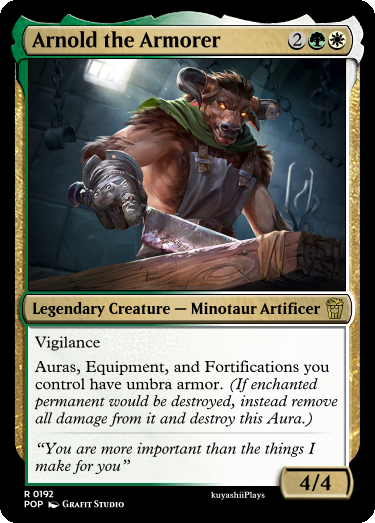 Arnold the Armorer 2
Legendary Creature — Minotaur Artificer
Vigilance
Auras, Equipment, and Fortifications you
control have umbra armor. (If enchanted
permanent would be destroyed, instead remove
all damage from it and destroy this Aura.)
“You are more important than the things I
make for you”
4/4
R 0192
POP Grafit Studio kuyashiiPlays